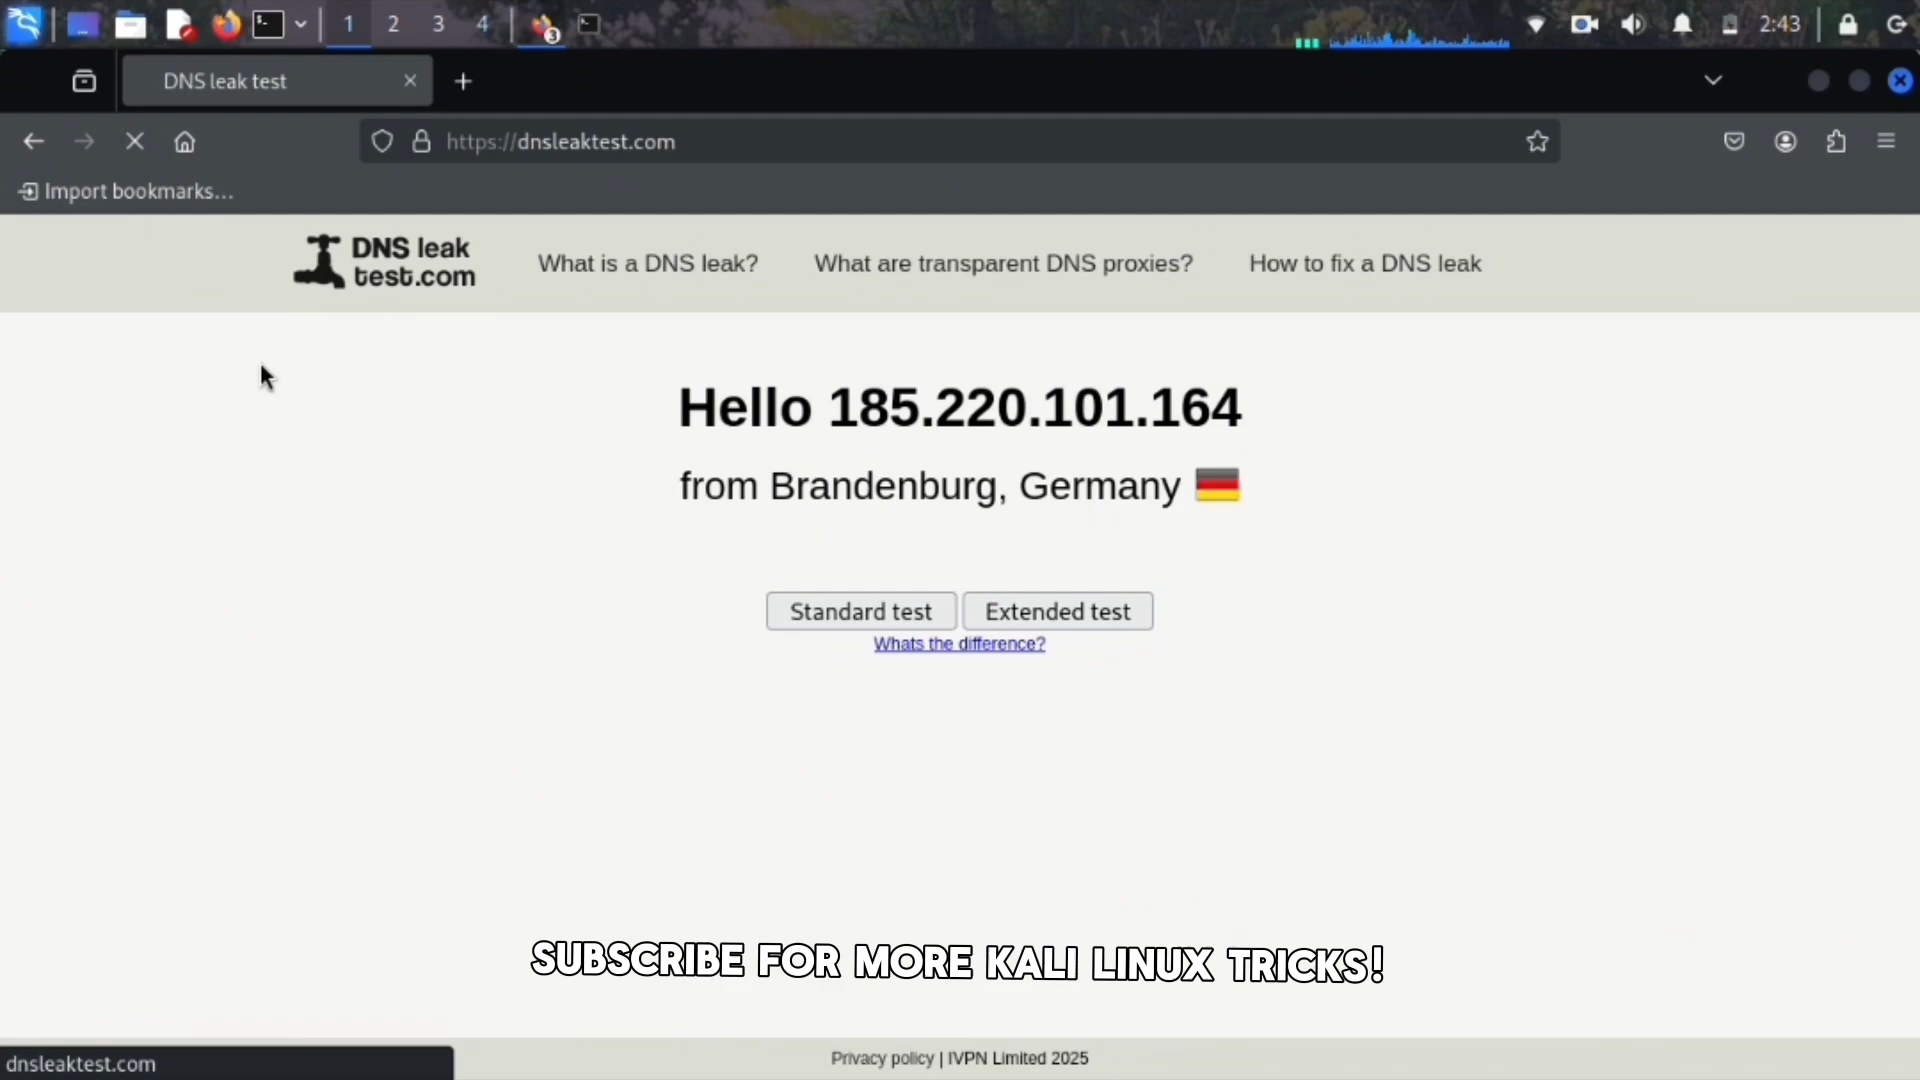 1 2 3 4 3 2:43
DNS leak test
https://dnsleaktest.com
Import bookmarks...
DNS leak
test.com
What is a DNS leak? What are transparent DNS proxies? How to fix a DNS leak
Hello 185.220.101.164
from Brandenburg, Germany
Standard test Extended test
Whats the difference?
SUBSCRIBE FOR MORE KALI LINUX TRICKS!
Privacy policy | IVPN Limited 2025
dnsleaktest.com